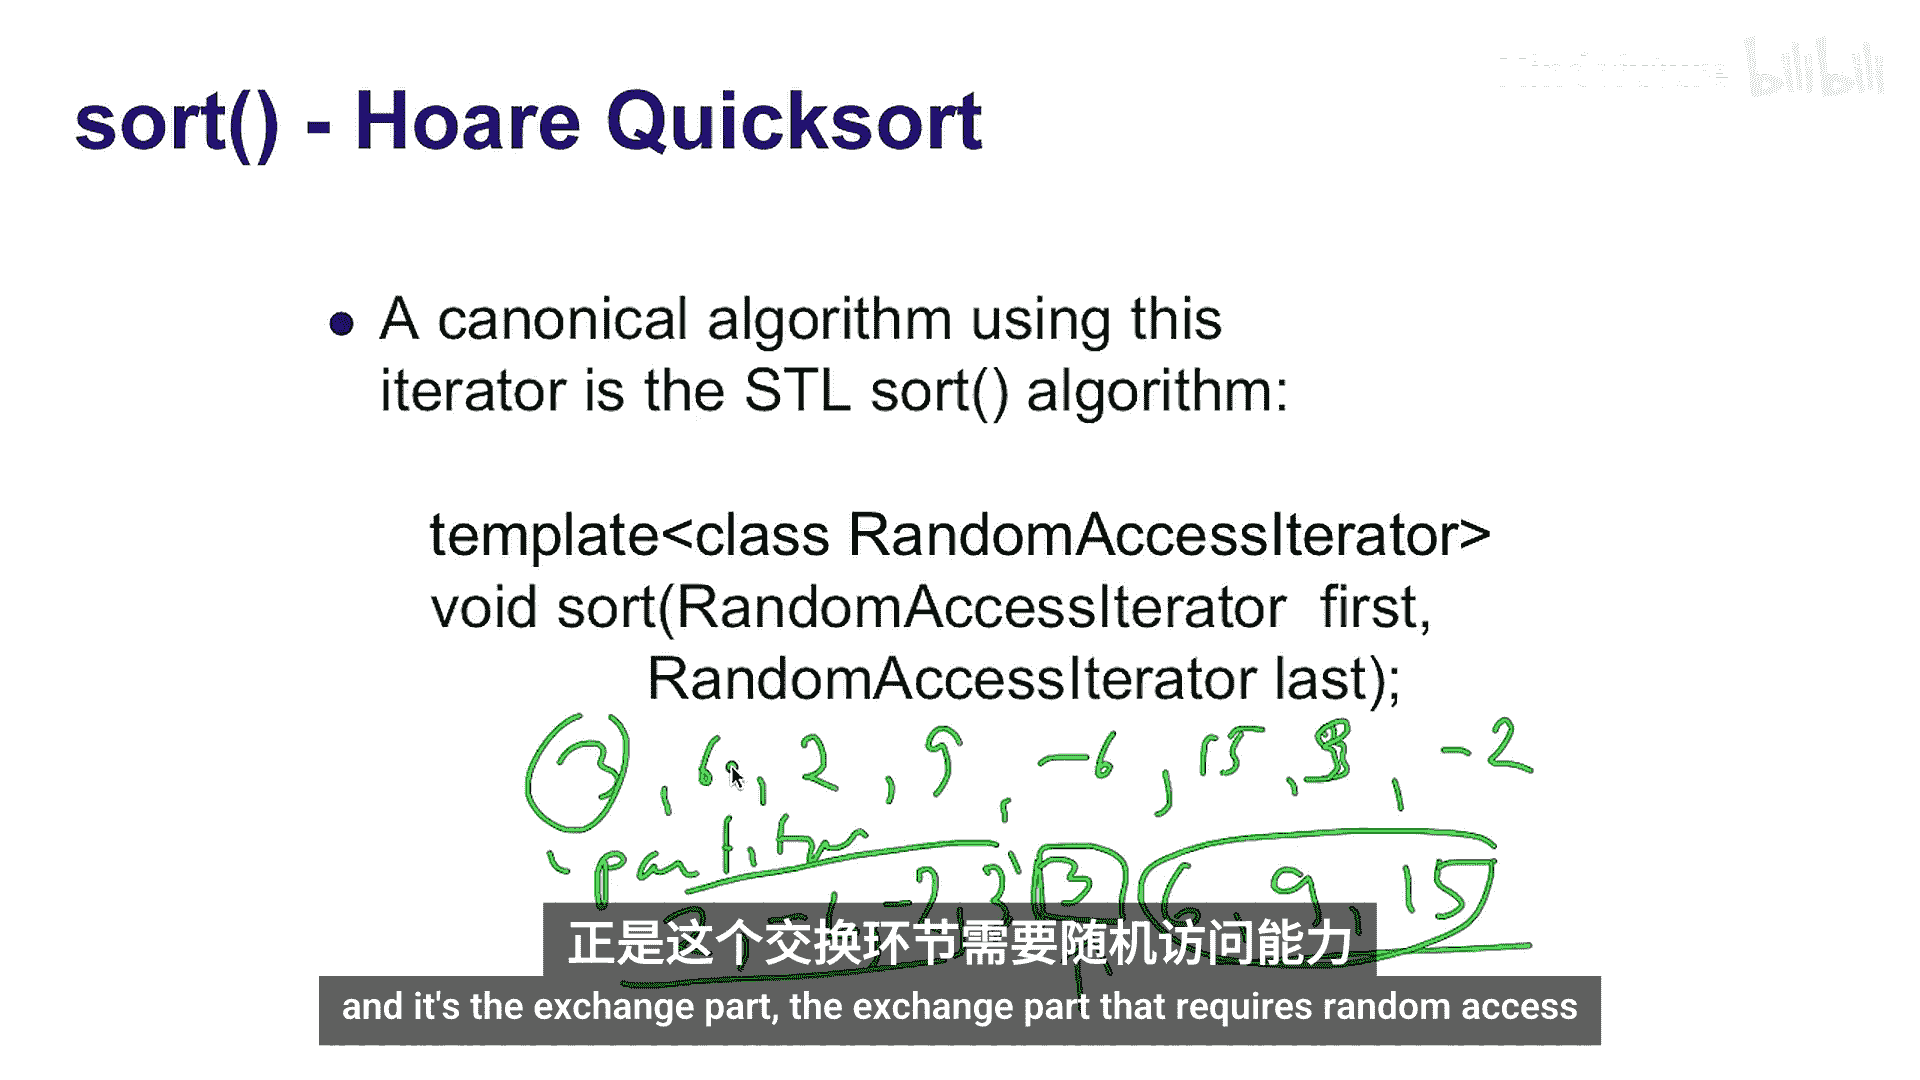 bilibili
sort() - Hoare Quicksort
● A canonical algorithm using this
iterator is the STL sort() algorithm:
template<class RandomAccessIterator>
void sort(RandomAccessIterator first,
RandomAccessIterator last);
3, 6, 2, 9, -6, 15, 3, -2
partition
3 6, 9, 15
正是这个交换环节需要随机访问能力
and it's the exchange part, the exchange part that requires random access